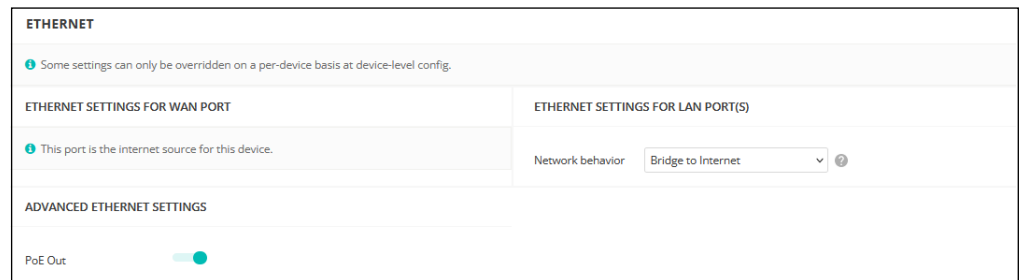 ETHERNET
Some settings can only be overridden on a per-device basis at device-level config.
ETHERNET SETTINGS FOR WAN PORT
This port is the internet source for this device.
ETHERNET SETTINGS FOR LAN PORT(S)
Network behavior Bridge to Internet
ADVANCED ETHERNET SETTINGS
PoE Out